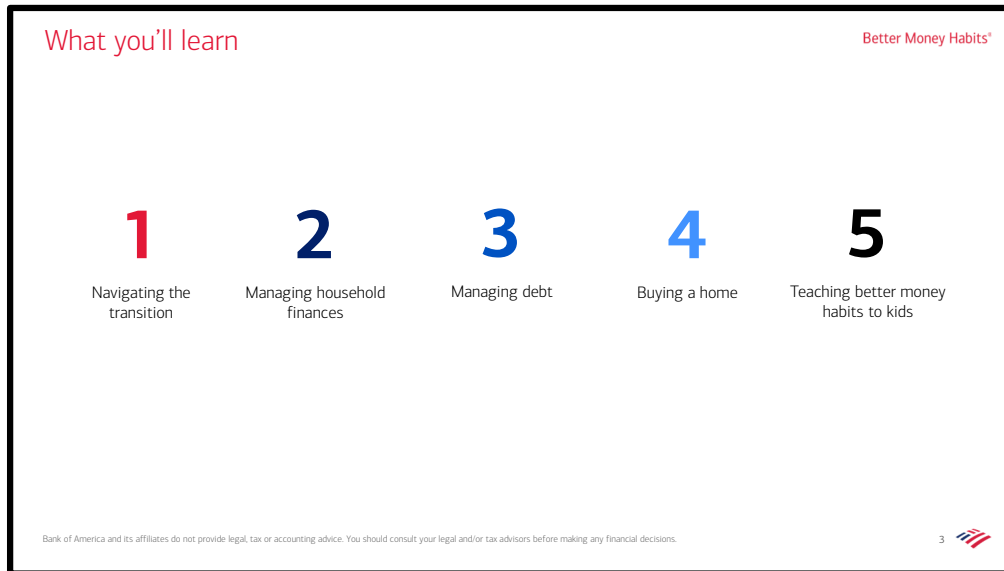 What you'll learn
Better Money Habits®
1
2
3
4
5
Navigating the
transition
Managing household
finances
Managing debt
Buying a home
Teaching better money
habits to kids
Bank of America and its affiliates do not provide legal, tax or accounting advice. You should consult your legal and/or tax advisors before making any financial decisions.
3